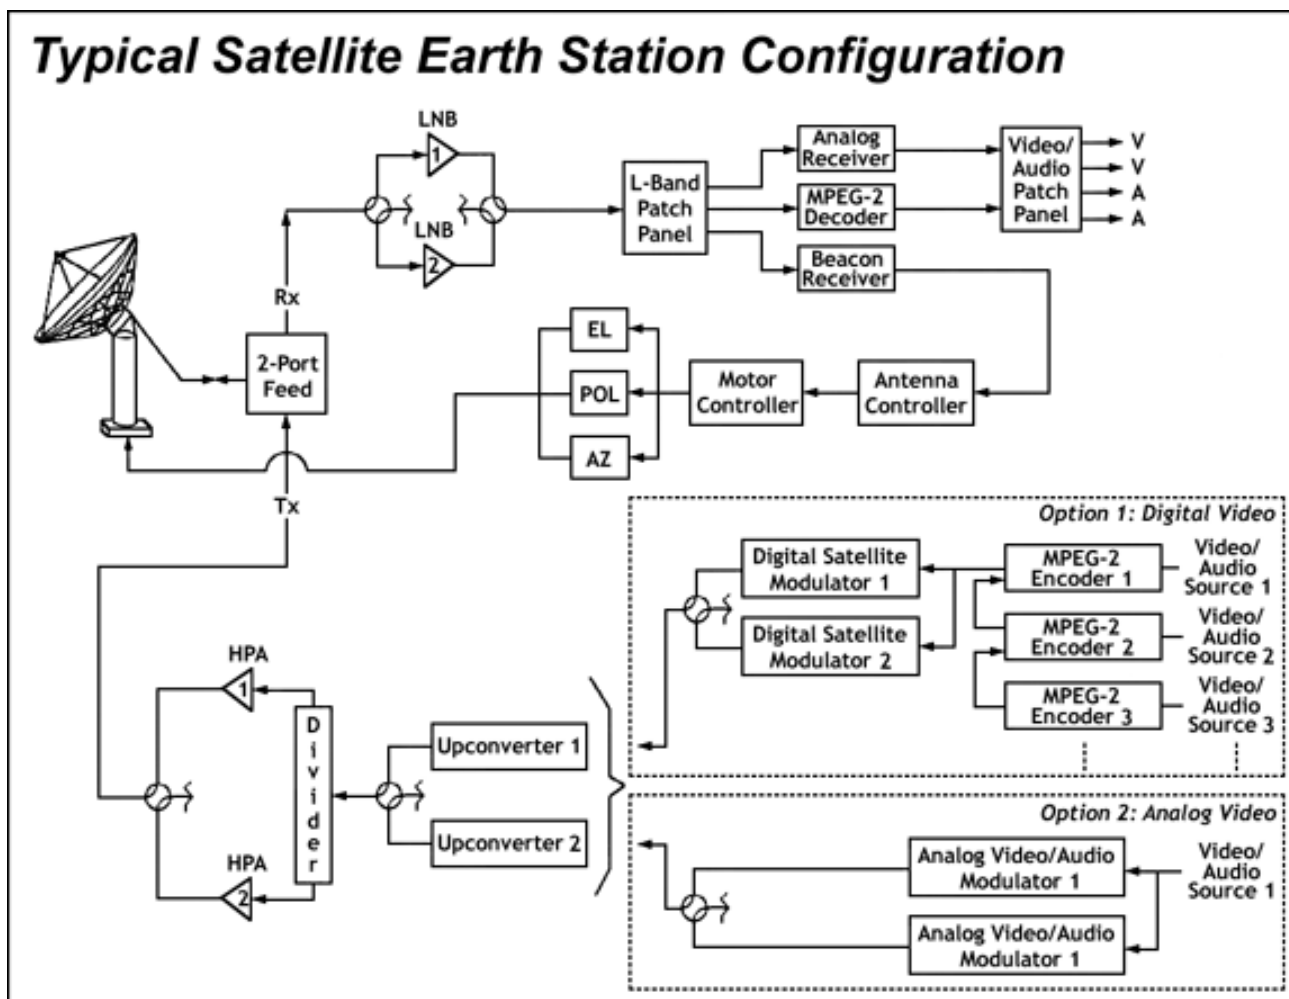 Typical Satellite Earth Station Configuration
LNB
1
LNB
2
Rx
2-Port
Feed
Tx
L-Band
Patch
Panel
Analog
Receiver
MPEG-2
Decoder
Beacon
Receiver
Video/
Audio
Patch
Panel
V
V
A
A
EL
POL
AZ
Motor
Controller
Antenna
Controller
Option 1: Digital Video
Digital Satellite
Modulator 1
Digital Satellite
Modulator 2
MPEG-2
Encoder 1
MPEG-2
Encoder 2
MPEG-2
Encoder 3
Video/
Audio
Source 1
Video/
Audio
Source 2
Video/
Audio
Source 3
HPA
1
HPA
2
Divider
Upconverter 1
Upconverter 2
Option 2: Analog Video
Analog Video/Audio
Modulator 1
Analog Video/Audio
Modulator 1
Video/
Audio
Source 1